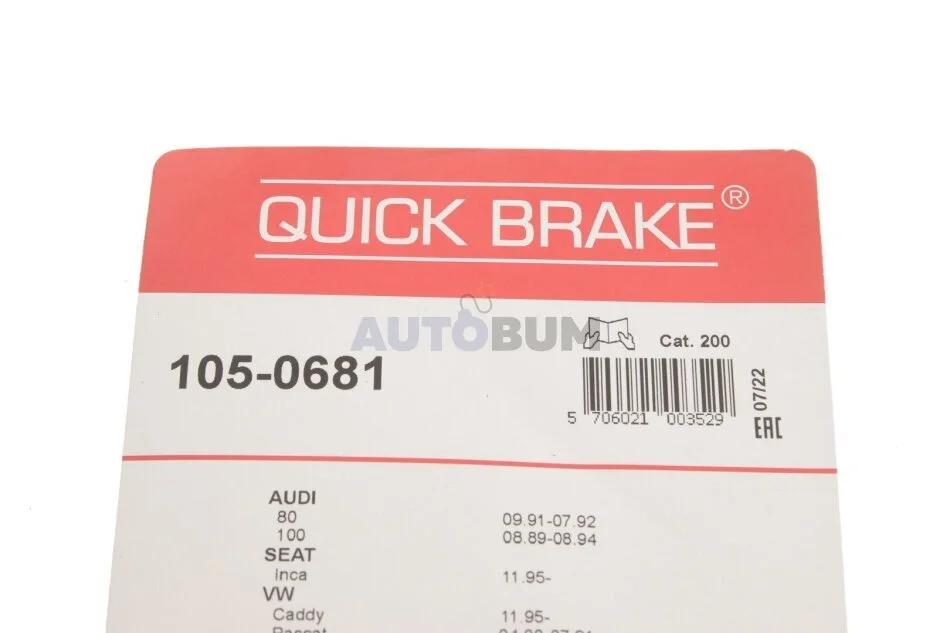 QUICK BRAKE®
AUTOBUM
Cat. 200
105-0681
5 706021 003529
07/22
EAC
AUDI
80 09.91-07.92
100 08.89-08.94
SEAT
Inca 11.95-
VW
Caddy 11.95-
Passat